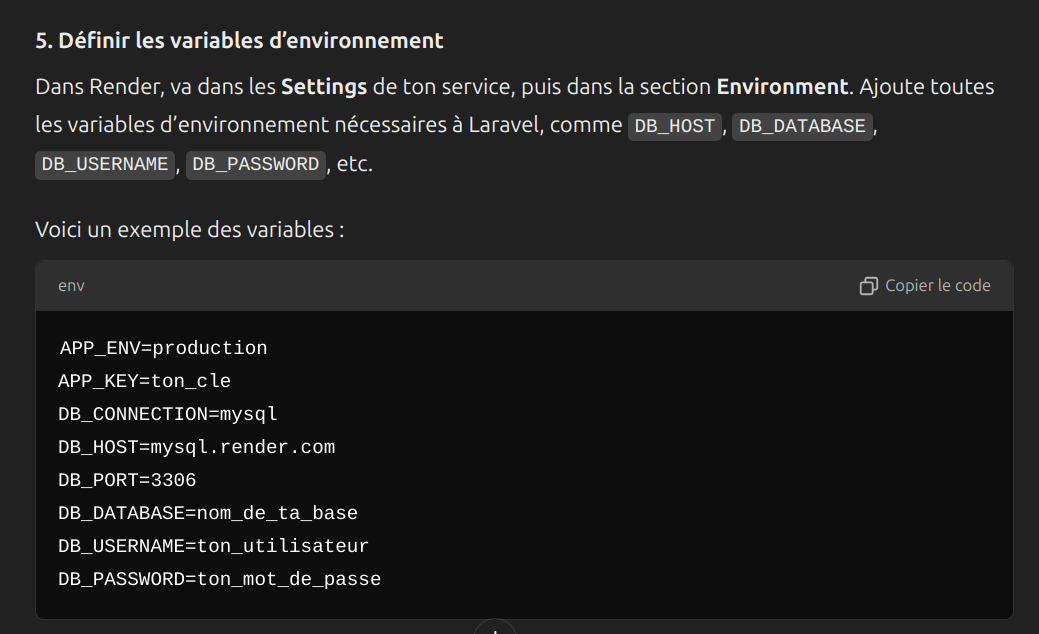 5. Définir les variables d’environnement
Dans Render, va dans les Settings de ton service, puis dans la section Environment. Ajoute toutes
les variables d’environnement nécessaires à Laravel, comme DB_HOST, DB_DATABASE,
DB_USERNAME, DB_PASSWORD, etc.
Voici un exemple des variables :
env Copier le code
APP_ENV=production
APP_KEY=ton_cle
DB_CONNECTION=mysql
DB_HOST=mysql.render.com
DB_PORT=3306
DB_DATABASE=nom_de_ta_base
DB_USERNAME=ton_utilisateur
DB_PASSWORD=ton_mot_de_passe